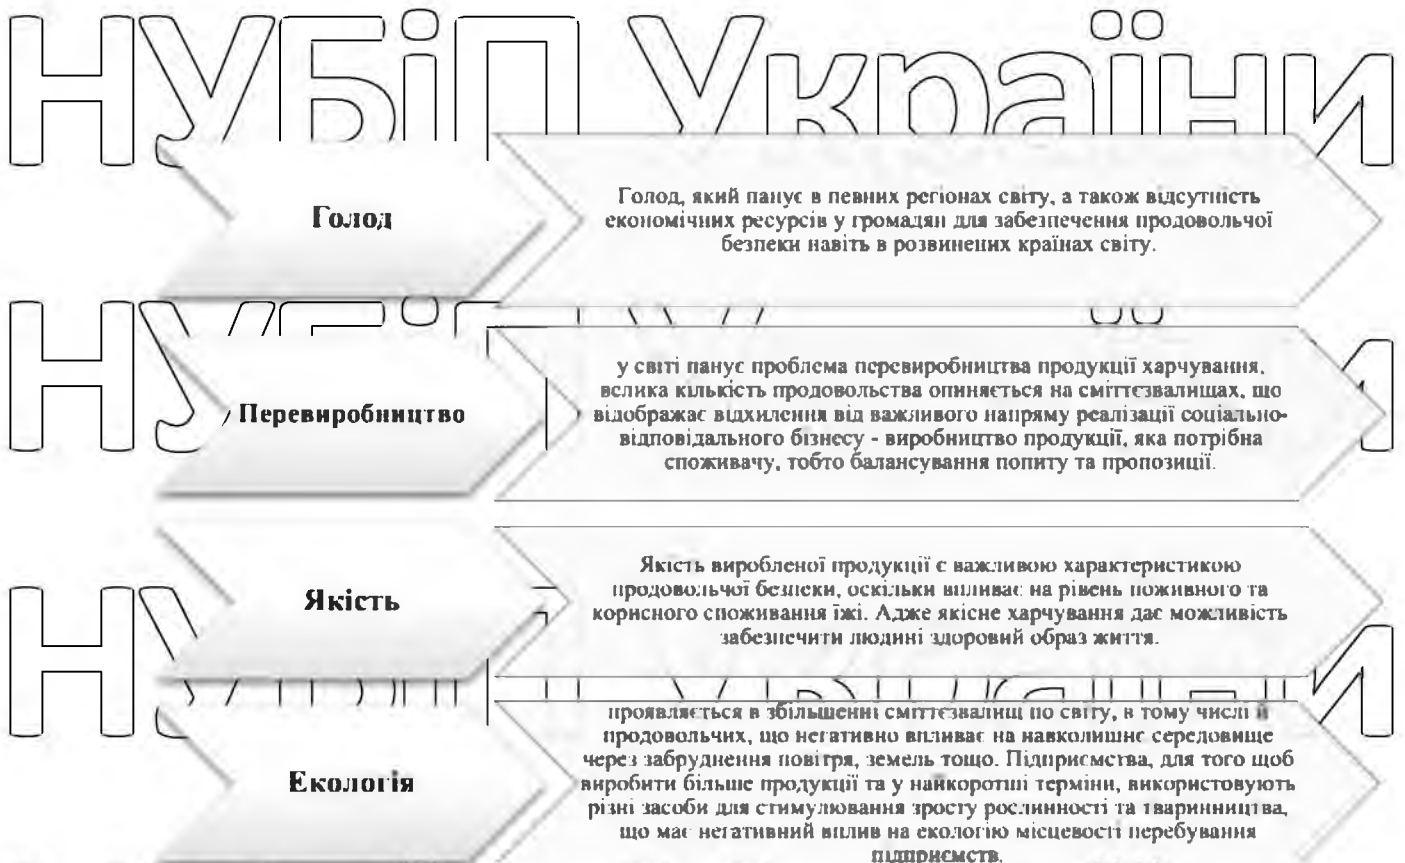 НУБіП України
Голод
Голод, який панує в певних регіонах світу, а також відсутність
економічних ресурсів у громадян для забезпечення продовольчої
безпеки навіть в розвинених країнах світу.
НУБіП України
Перевиробництво
у світі панує проблема перевиробництва продукції харчування,
велика кількість продовольства опиняється на сміттєзвалищах, що
відображає відхилення від важливого напряму реалізації соціально-
відповідального бізнесу - виробництво продукції, яка потрібна
споживачу, тобто балансування попиту та пропозиції.
Якість
Якість виробленої продукції є важливою характеристикою
продовольчої безпеки, оскільки впливає на рівень поживного та
корисного споживання їжі. Адже якісне харчування дає можливість
забезпечити людині здоровий образ життя.
НУБіП України
Екологія
проявляється в збільшенні сміттєзвалищ по світу, в тому числі й
продовольчих, що негативно впливає на навколишнє середовище
через забруднення повітря, земель тощо. Підприємства, для того щоб
виробити більше продукції та у найкоротші терміни, використовують
різні засоби для стимулювання зросту рослинності та тваринництва,
що має негативний вплив на екологію місцевості перебування
підприємств.